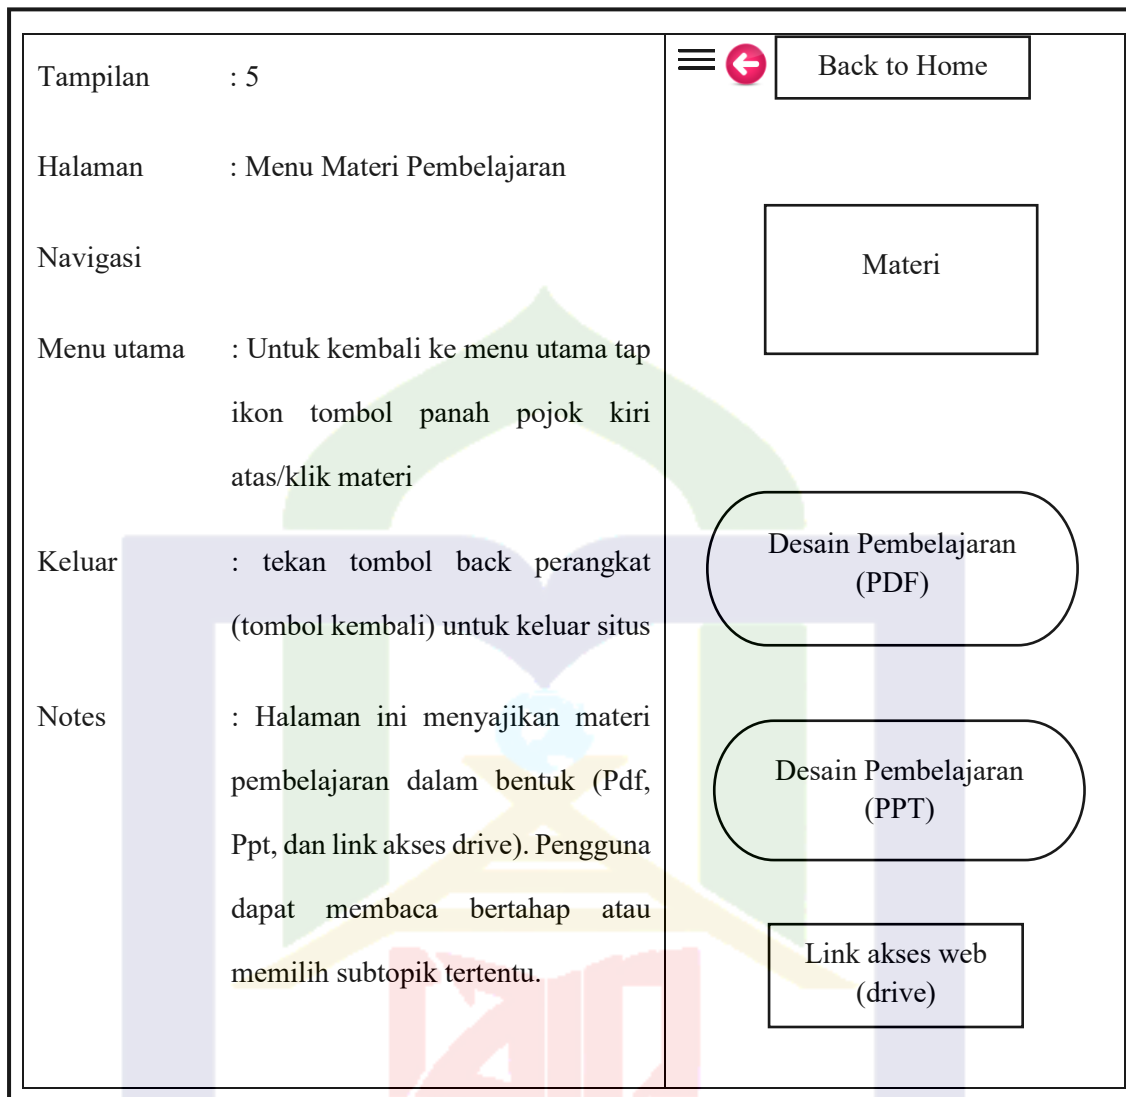 Tampilan : 5
Halaman : Menu Materi Pembelajaran
Navigasi
Menu utama : Untuk kembali ke menu utama tap
ikon tombol panah pojok kiri
atas/klik materi
Keluar : tekan tombol back perangkat
(tombol kembali) untuk keluar situs
Notes : Halaman ini menyajikan materi
pembelajaran dalam bentuk (Pdf,
Ppt, dan link akses drive). Pengguna
dapat membaca bertahap atau
memilih subtopik tertentu.
Back to Home
Materi
Desain Pembelajaran
(PDF)
Desain Pembelajaran
(PPT)
Link akses web
(drive)